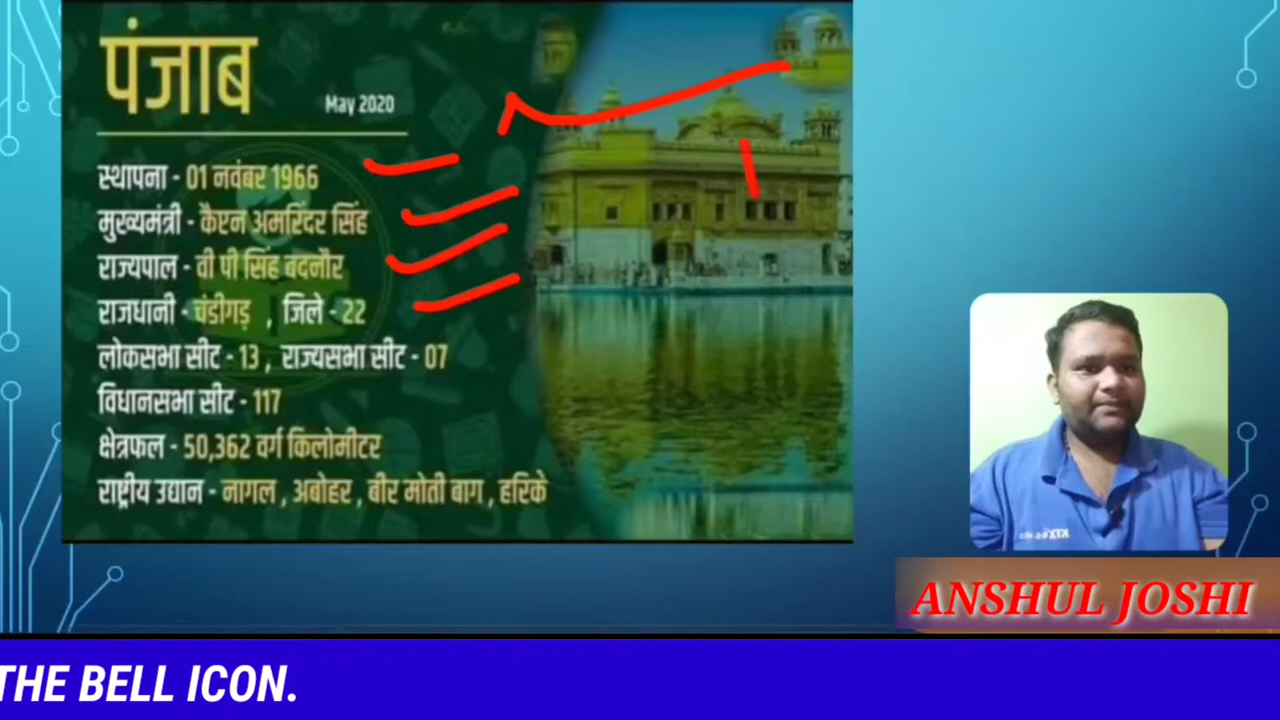 पंजाब
May 2020
स्थापना - 01 नवंबर 1966
मुख्यमंत्री - कैप्टन अमरिंदर सिंह
राज्यपाल - वी पी सिंह बदनौर
राजधानी - चंडीगढ़ , जिले - 22
लोकसभा सीट - 13 , राज्यसभा सीट - 07
विधानसभा सीट - 117
क्षेत्रफल - 50,362 वर्ग किलोमीटर
राष्ट्रीय उद्यान - नागल , अबोहर , बीर मोती बाग , हरिके
ANSHUL JOSHI
THE BELL ICON.